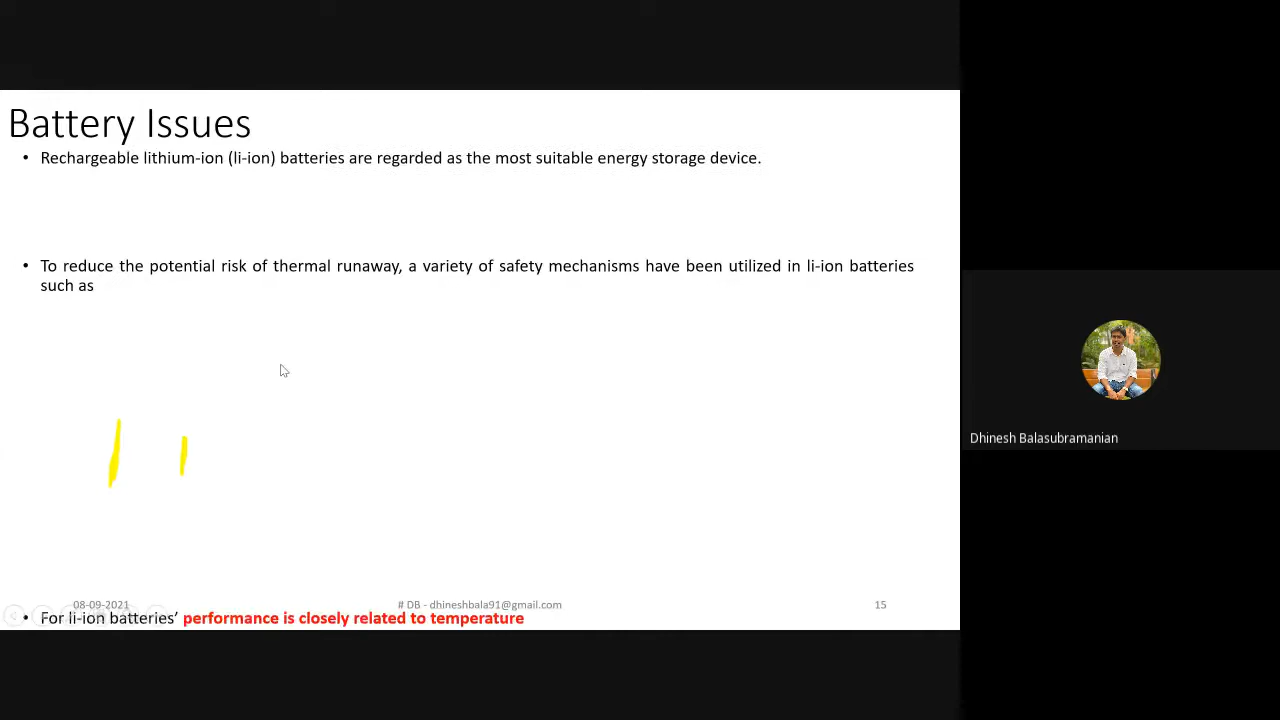 Battery Issues
• Rechargeable lithium-ion (li-ion) batteries are regarded as the most suitable energy storage device.
• To reduce the potential risk of thermal runaway, a variety of safety mechanisms have been utilized in li-ion batteries
such as
Dhinesh Balasubramanian
08-09-2021
# DB - dhineshbala91@gmail.com
15
• For li-ion batteries’ performance is closely related to temperature